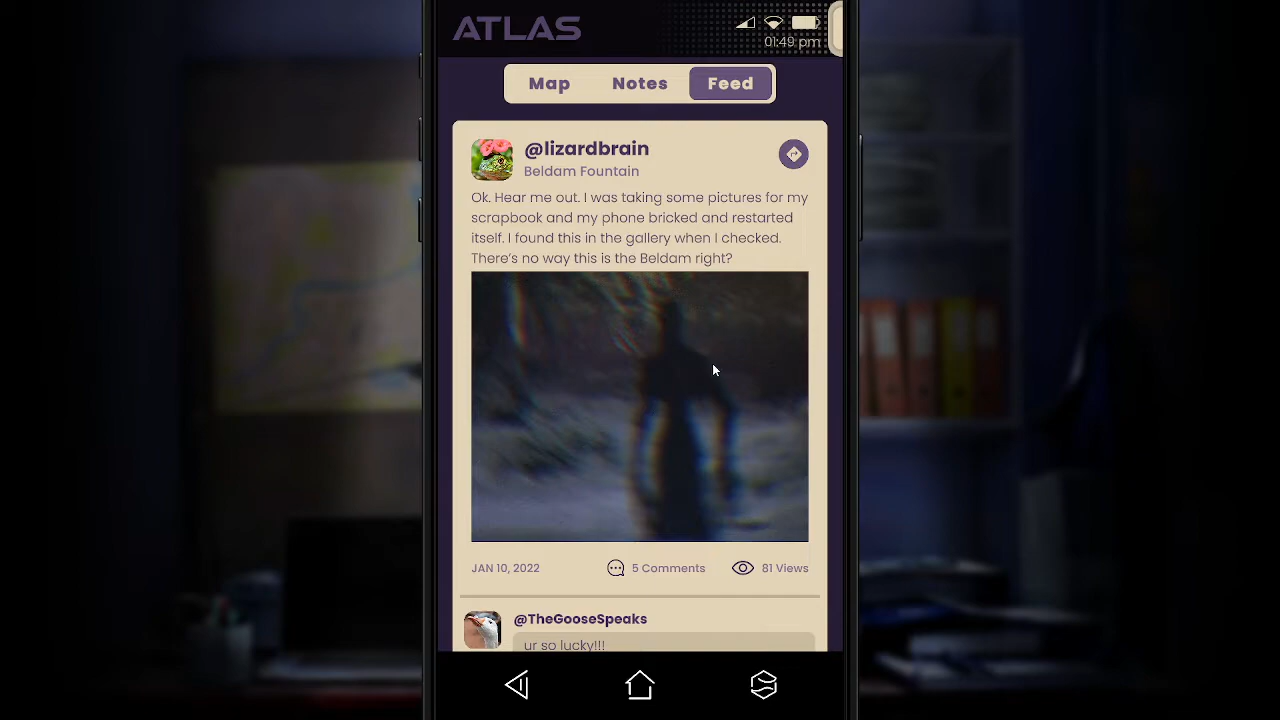 ATLAS
01:49 pm
Map Notes Feed
@lizardbrain
Beldam Fountain
Ok. Hear me out. I was taking some pictures for my
scrapbook and my phone bricked and restarted
itself. I found this in the gallery when I checked.
There's no way this is the Beldam right?
JAN 10, 2022 5 Comments 81 Views
@TheGooseSpeaks
ur so lucky!!!